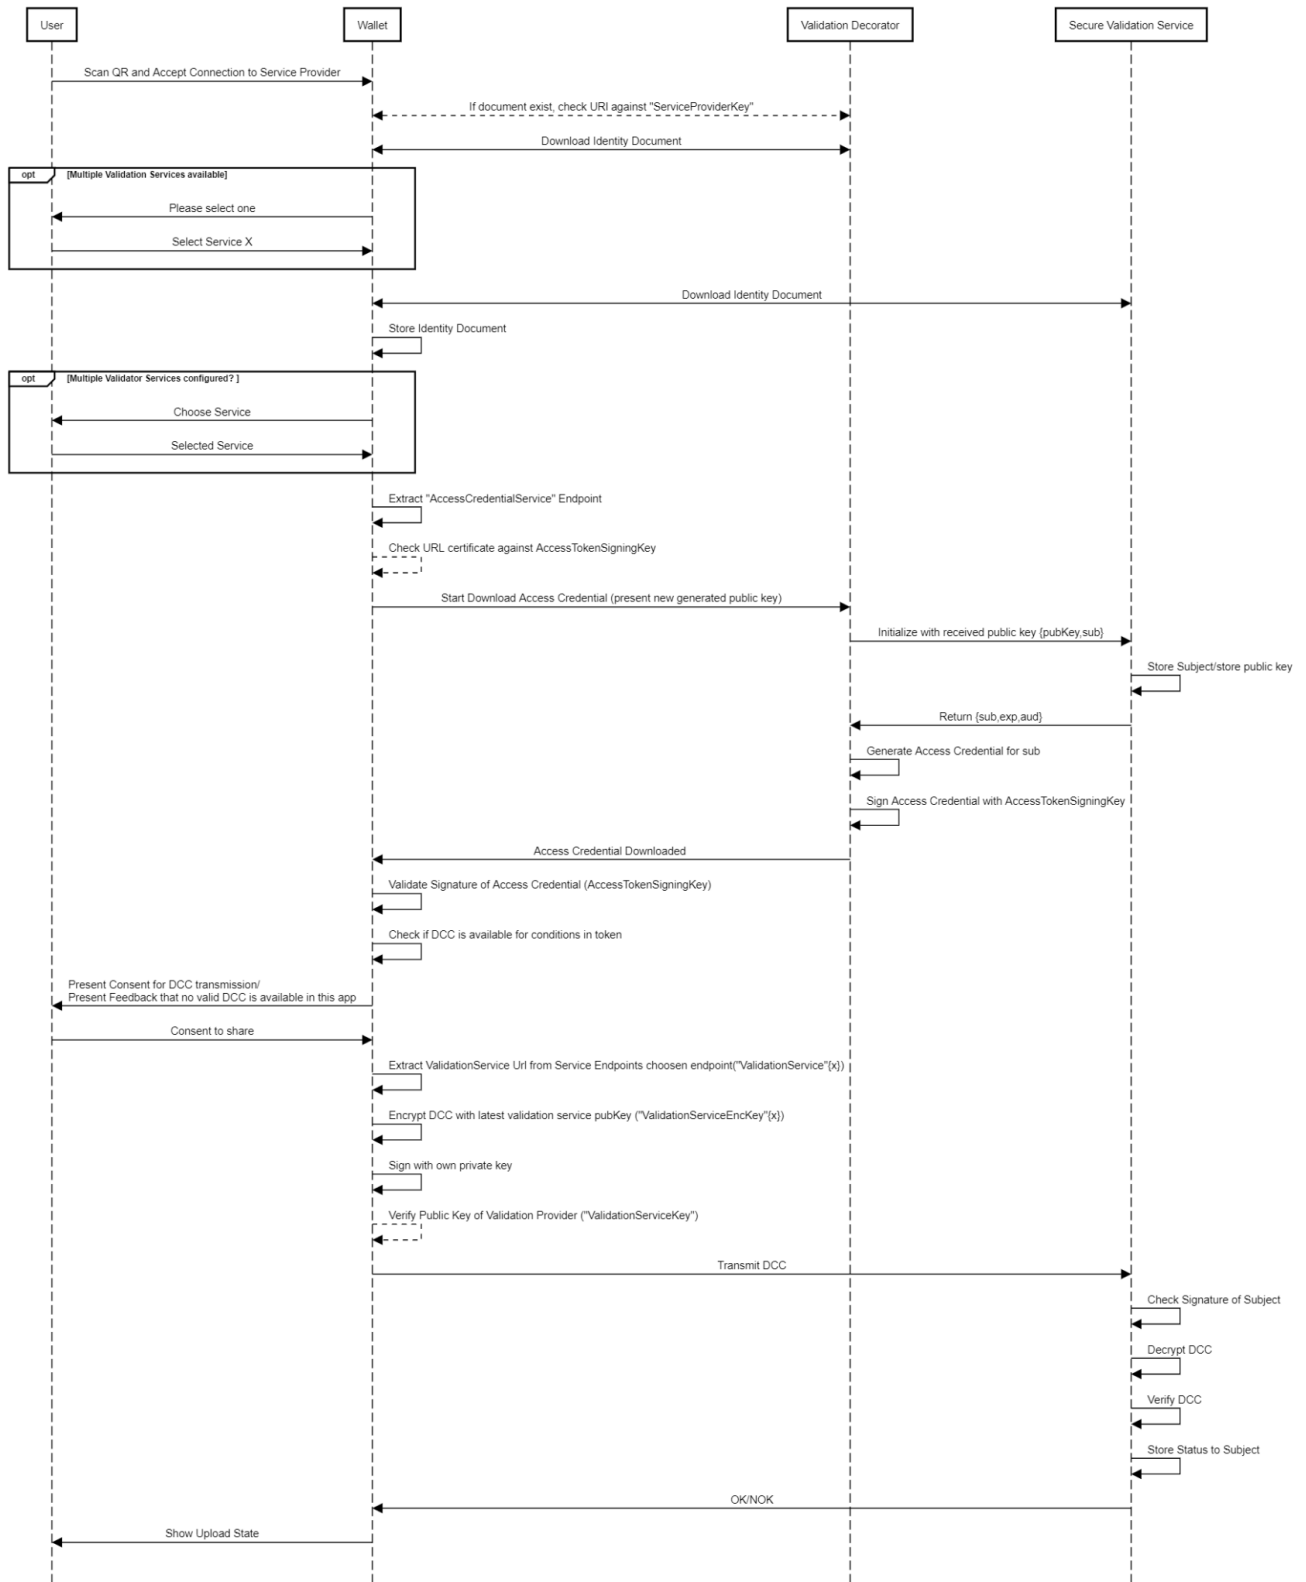 User
Wallet
Validation Decorator
Secure Validation Service
Scan QR and Accept Connection to Service Provider
If document exist, check URI against "ServiceProviderKey"
Download Identity Document
opt
[Multiple Validation Services available]
Please select one
Select Service X
Download Identity Document
Store Identity Document
opt
[Multiple Validator Services configured? ]
Choose Service
Selected Service
Extract "AccessCredentialService" Endpoint
Check URL certificate against AccessTokenSigningKey
Start Download Access Credential (present new generated public key)
Initialize with received public key {pubKey,sub}
Store Subject/store public key
Return {sub,exp,aud}
Generate Access Credential for sub
Sign Access Credential with AccessTokenSigningKey
Access Credential Downloaded
Validate Signature of Access Credential (AccessTokenSigningKey)
Check if DCC is available for conditions in token
Present Consent for DCC transmission/
Present Feedback that no valid DCC is available in this app
Consent to share
Extract ValidationService Url from Service Endpoints choosen endpoint("ValidationService"{x})
Encrypt DCC with latest validation service pubKey ("ValidationServiceEncKey"{x})
Sign with own private key
Verify Public Key of Validation Provider ("ValidationServiceKey")
Transmit DCC
Check Signature of Subject
Decrypt DCC
Verify DCC
Store Status to Subject
OK/NOK
Show Upload State